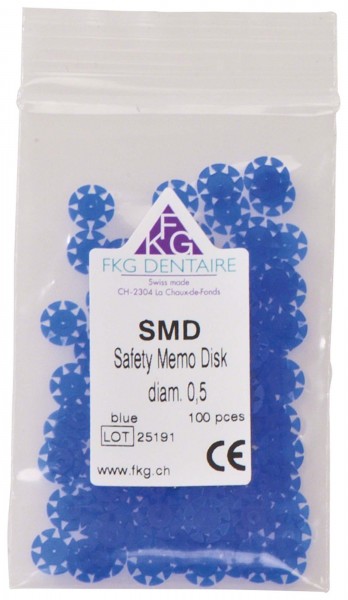 FKG
FKG DENTAIRE
Swiss made
CH-2304 La Chaux-de-Fonds
SMD
Safety Memo Disk
diam. 0,5
blue 100 pces
LOT 25191
CE
www.fkg.ch